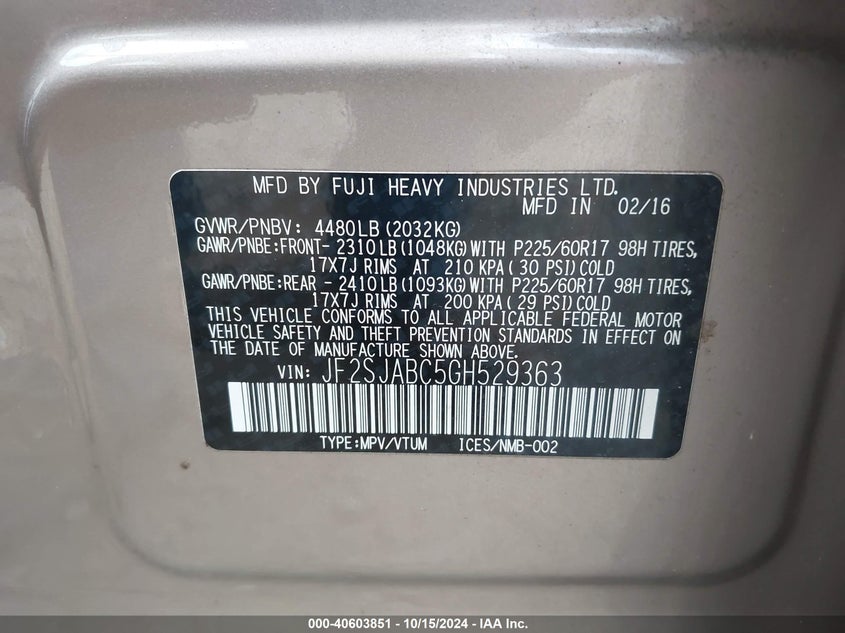 MFD BY FUJI HEAVY INDUSTRIES LTD.
MFD IN 02/16
GVWR/PNBV: 4480LB (2032KG)
GAWR/PNBE:FRONT- 2310LB(1048KG)WITH P225/60R17 98H TIRES,
17X7J RIMS AT 210 KPA( 30 PSI)COLD
GAWR/PNBE:REAR - 2410LB(1093KG)WITH P225/60R17 98H TIRES,
17X7J RIMS AT 200 KPA( 29 PSI)COLD
THIS VEHICLE CONFORMS TO ALL APPLICABLE FEDERAL MOTOR
VEHICLE SAFETY AND THEFT PREVENTION STANDARDS IN EFFECT ON
THE DATE OF MANUFACTURE SHOWN ABOVE.
VIN: JF2SJABC5GH529363
TYPE:MPV/VTUM ICES/NMB-002
000-40603851 - 10/15/2024 - IAA Inc.